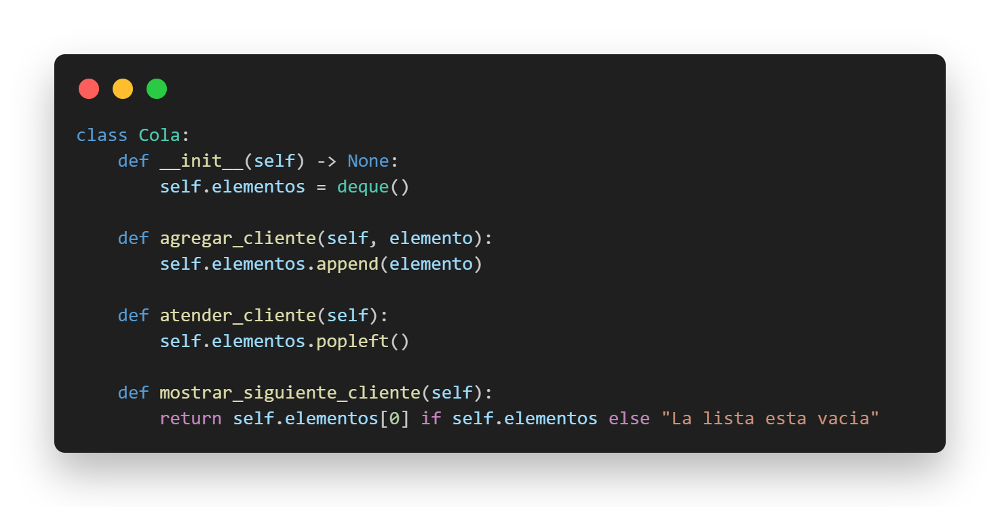 class Cola:
    def __init__(self) -> None:
        self.elementos = deque()
    def agregar_cliente(self, elemento):
        self.elementos.append(elemento)
    def atender_cliente(self):
        self.elementos.popleft()
    def mostrar_siguiente_cliente(self):
        return self.elementos[0] if self.elementos else "La lista esta vacia"